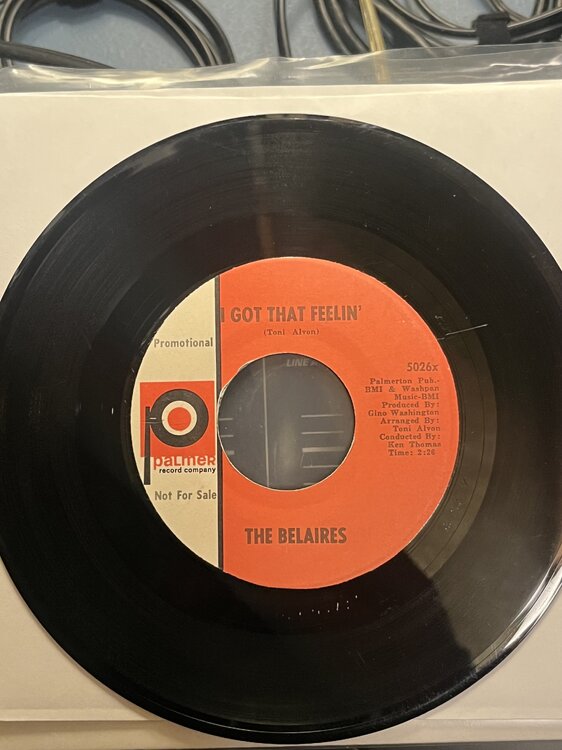 I GOT THAT FEELIN'
(Toni Alvon)
Promotional
5026x
Palmerton Pub.-
BMI & Washpan
Music-BMI
Produced By:
Gino Washington
Arranged By:
Toni Alvon
Conducted By:
Ken Thomas
Time: 2:26
palmer
record company
Not For Sale
THE BELAIRES
LINE